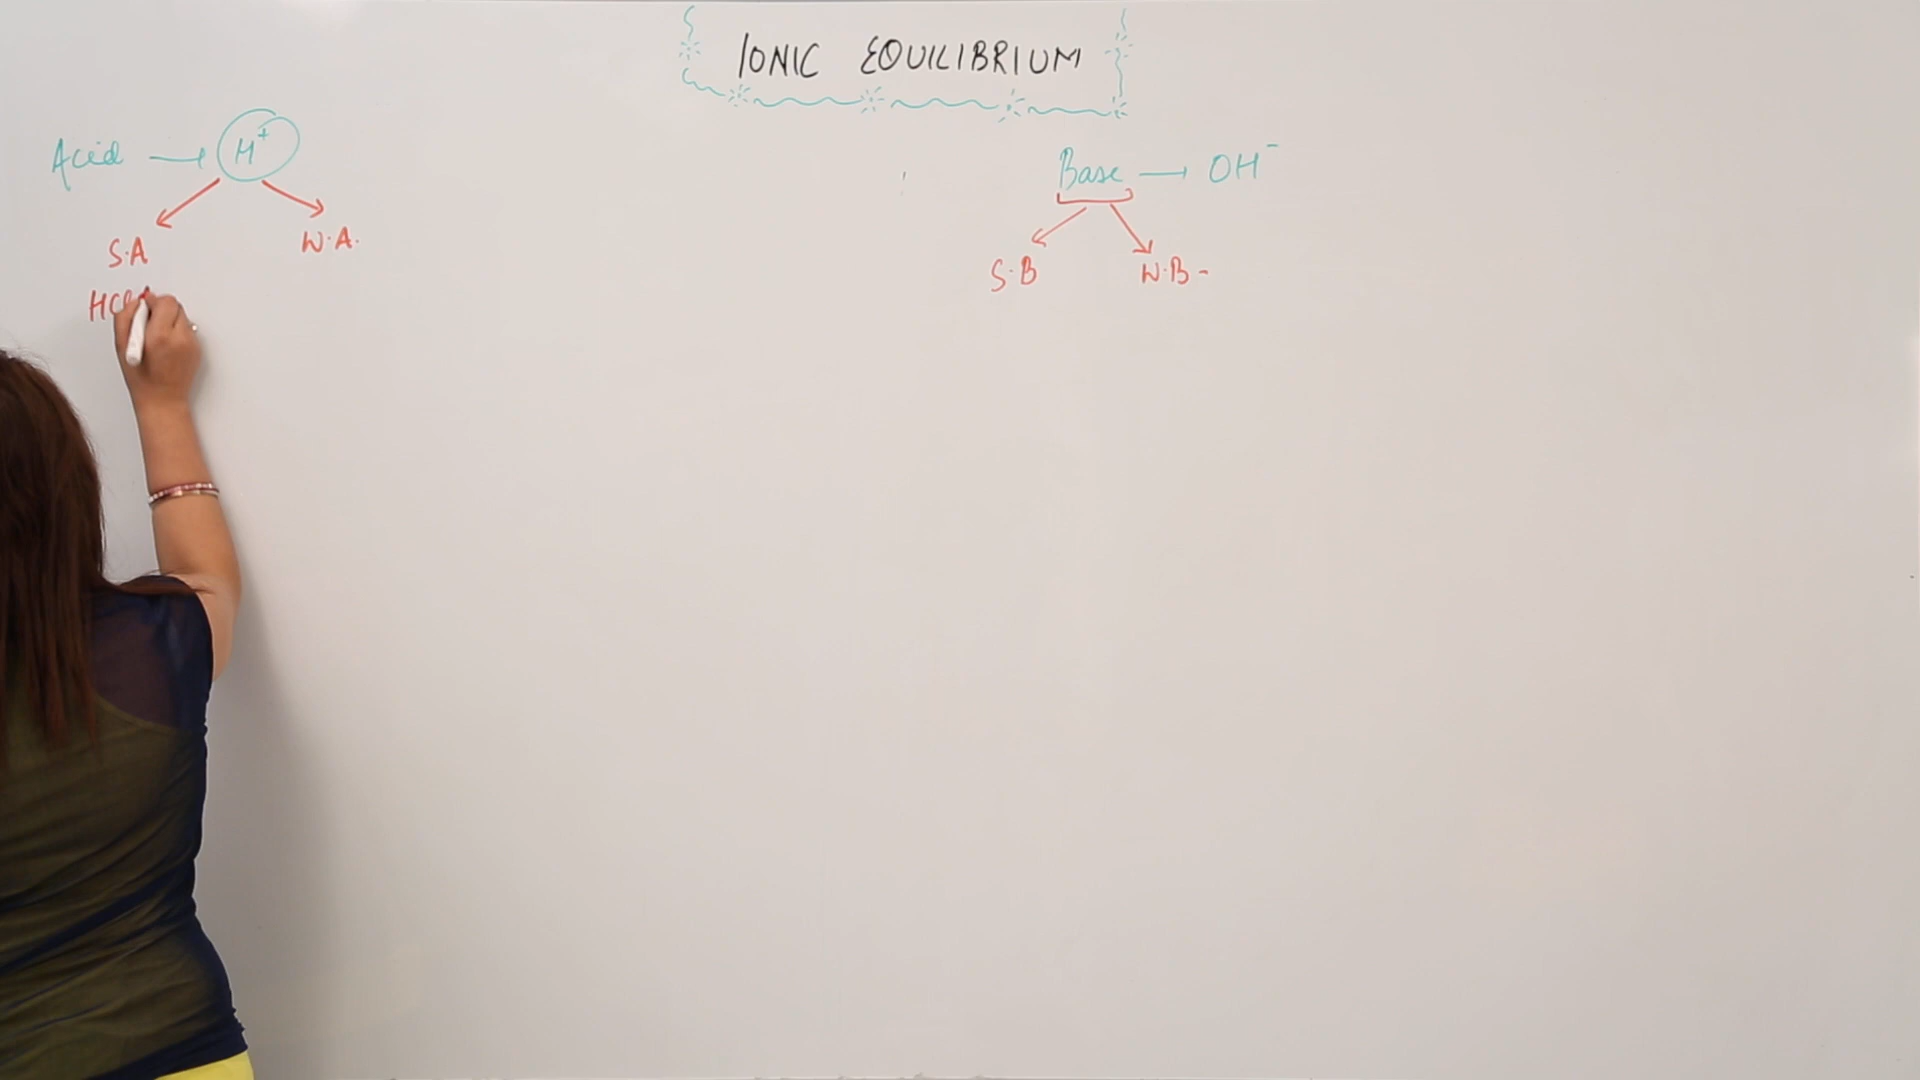 IONIC EQUILIBRIUM
Acid → H⁺
S.A W.A.
Base → OH⁻
S.B W.B-